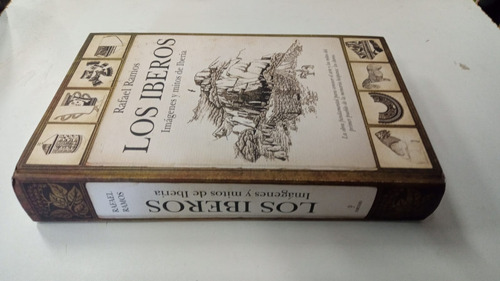 Rafael Ramos
LOS IBEROS
Imágenes y mitos de Iberia
RAFAEL
RAMOS
LOS IBEROS
Imágenes y mitos de Iberia